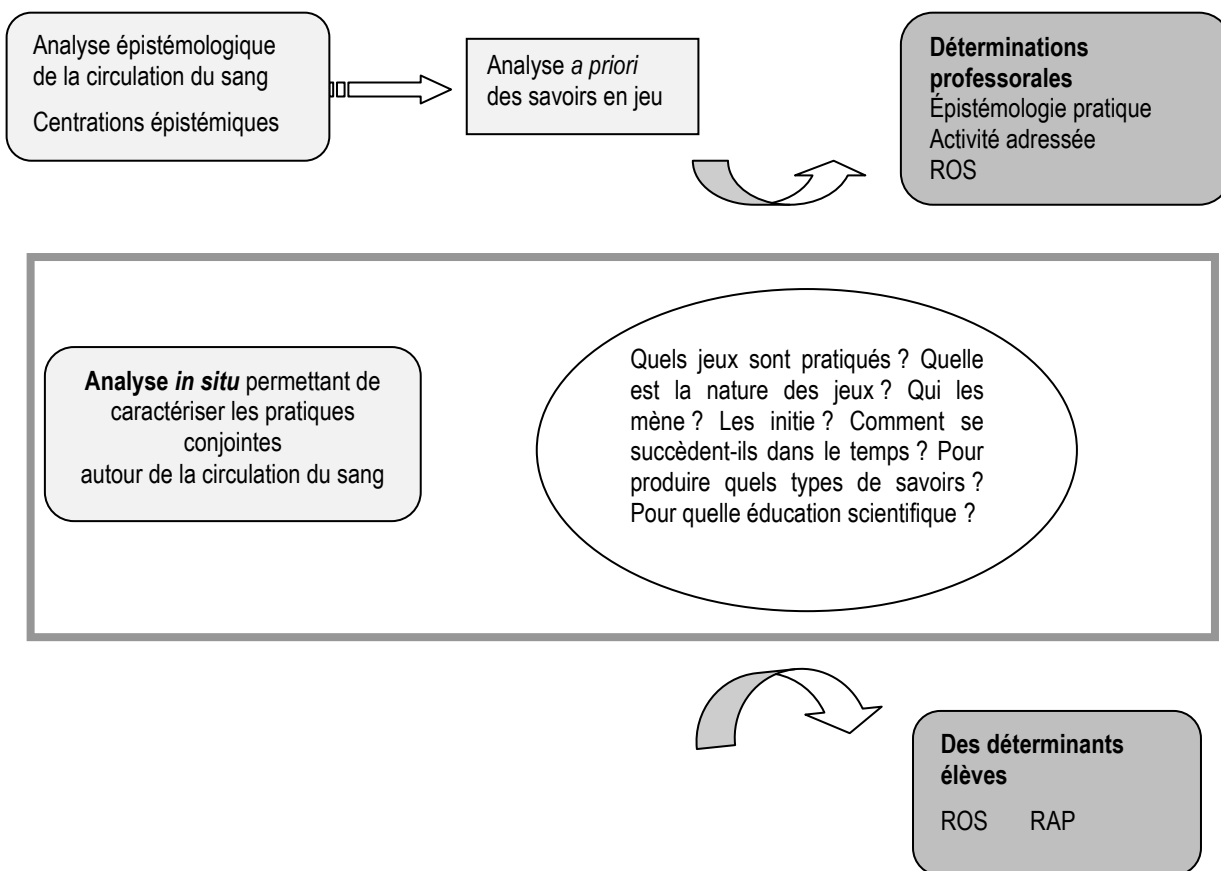 Analyse épistémologique
de la circulation du sang
Centrations épistémiques
Analyse a priori
des savoirs en jeu
Déterminations
professorales
Épistémologie pratique
Activité adressée
ROS
Analyse in situ permettant de
caractériser les pratiques
conjointes
autour de la circulation du sang
Quels jeux sont pratiqués ? Quelle
est la nature des jeux ? Qui les
mène ? Les initie ? Comment se
succèdent-ils dans le temps ? Pour
produire quels types de savoirs ?
Pour quelle éducation scientifique ?
Des déterminants
élèves
ROS RAP